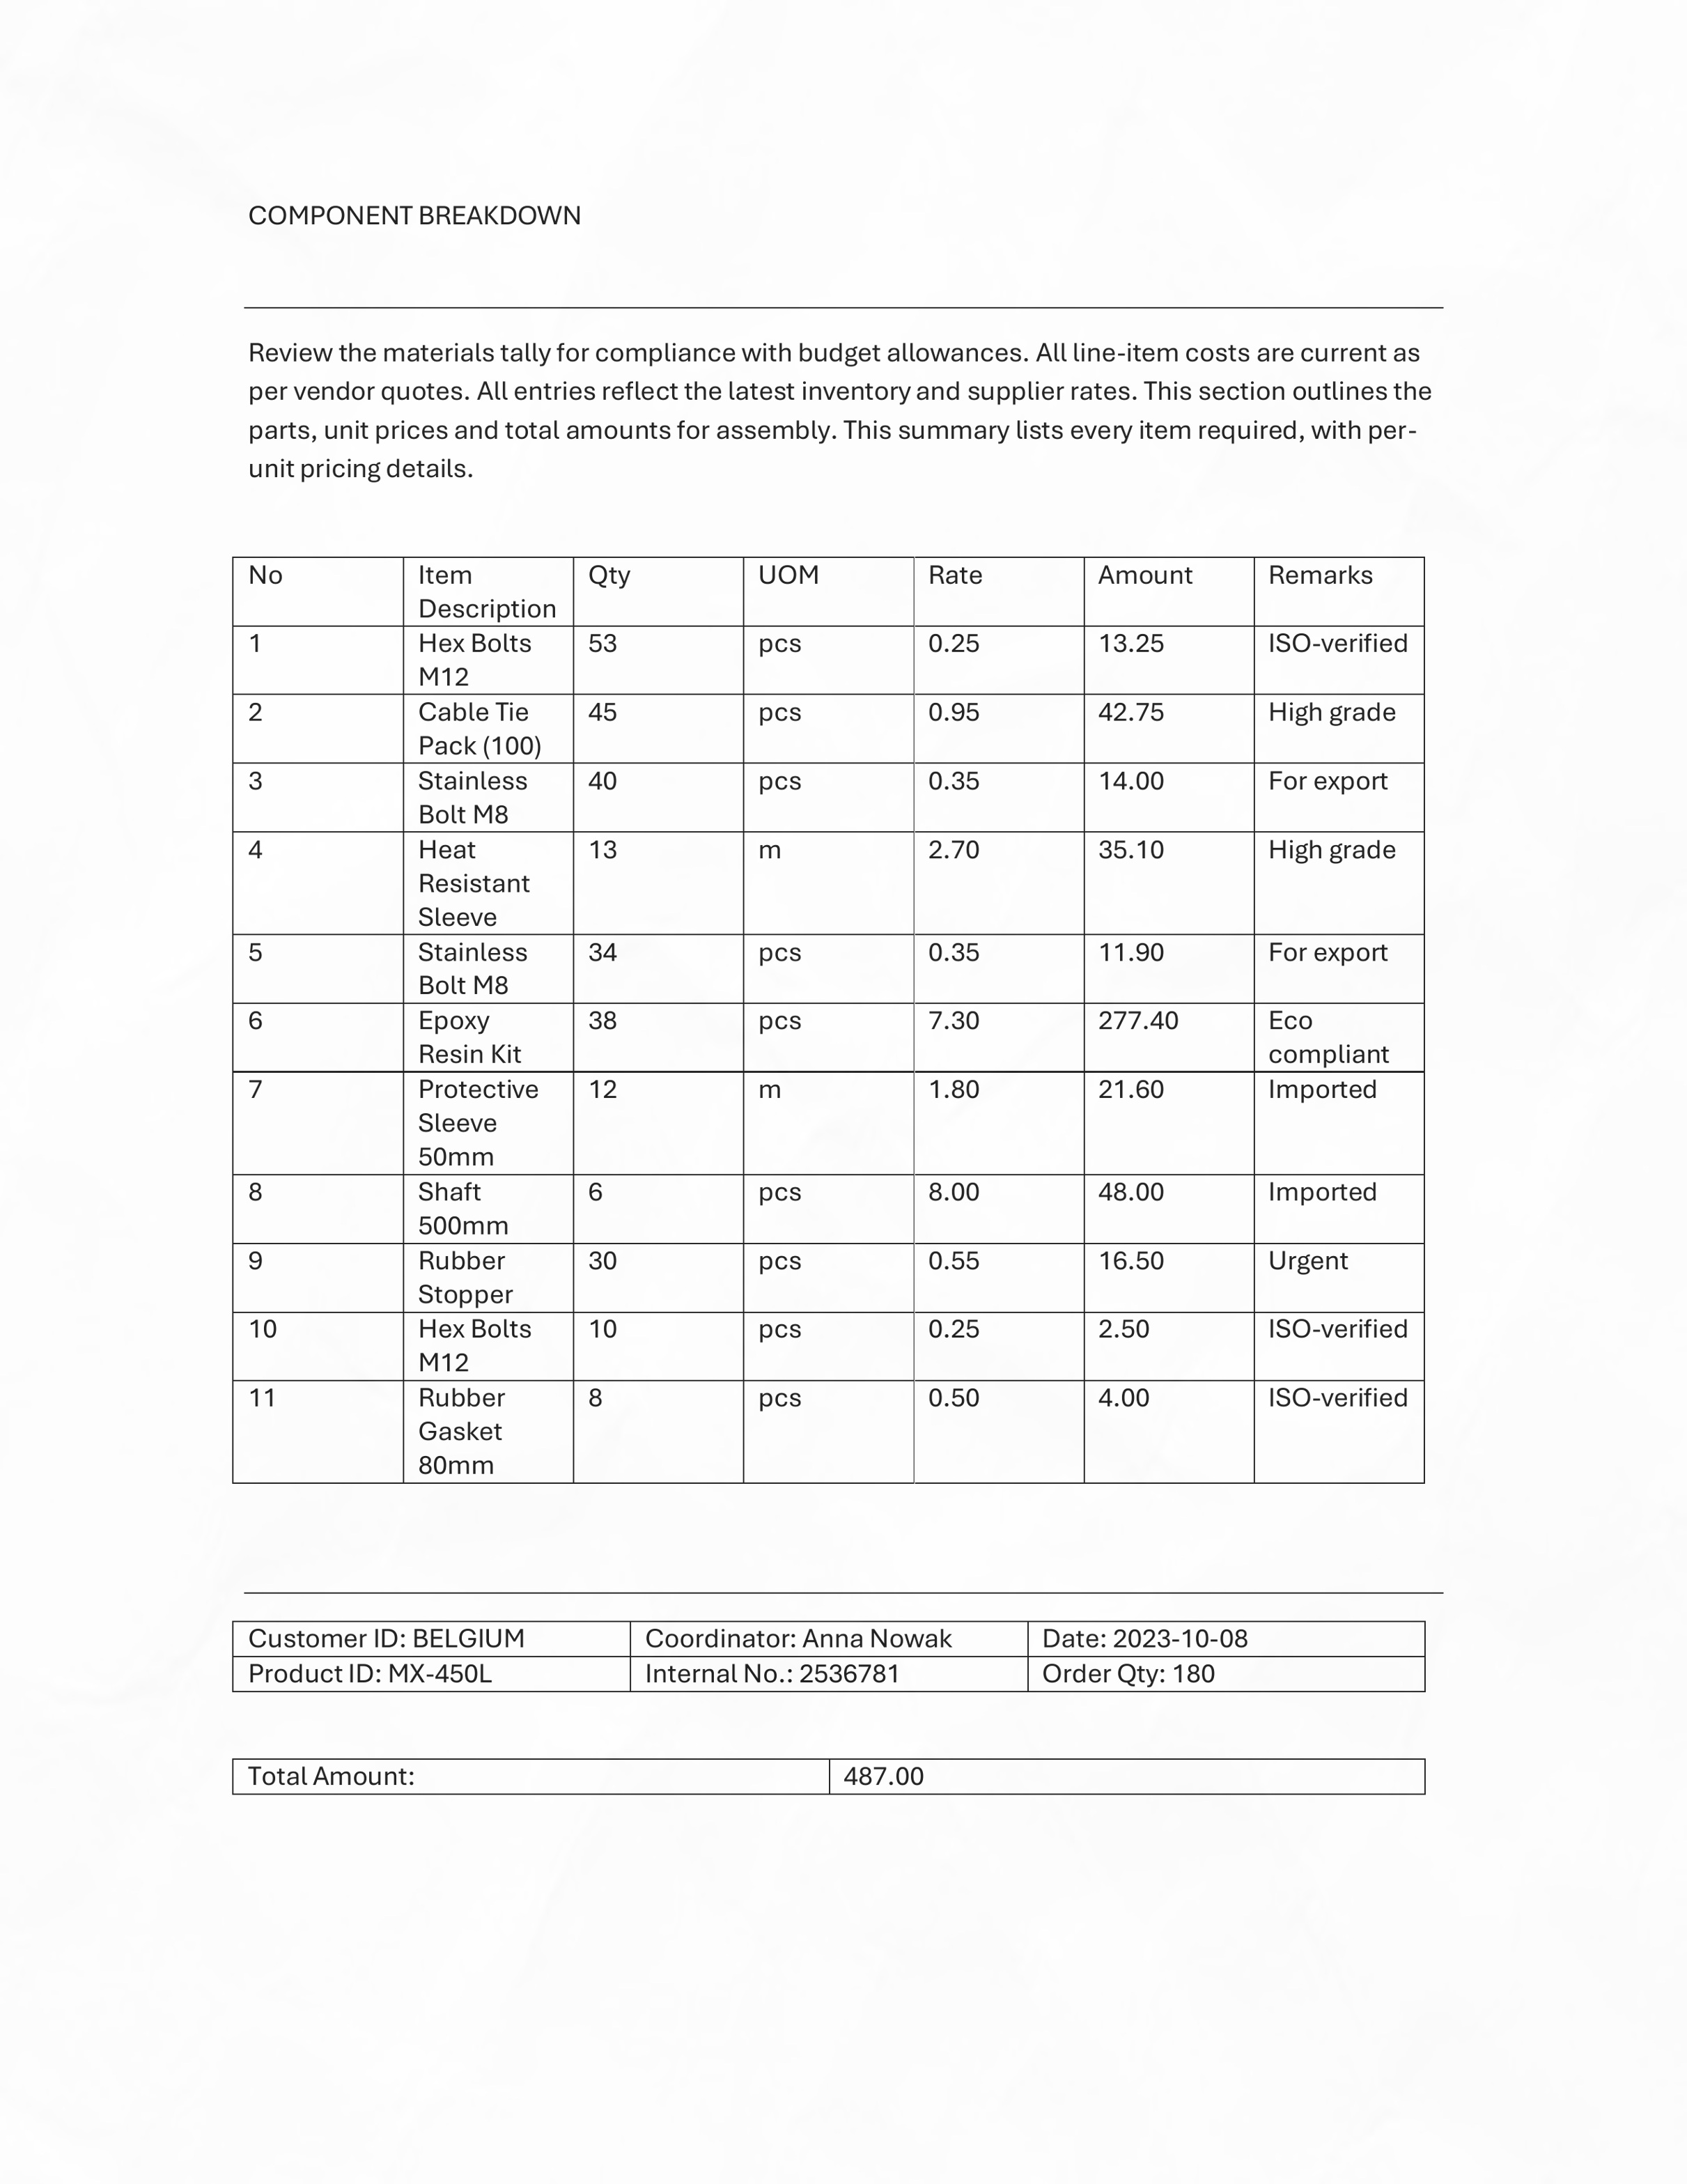 COMPONENT BREAKDOWN
Review the materials tally for compliance with budget allowances. All line-item costs are current as
per vendor quotes. All entries reflect the latest inventory and supplier rates. This section outlines the
parts, unit prices and total amounts for assembly. This summary lists every item required, with per-
unit pricing details.
No Item Description Qty UOM Rate Amount Remarks
1 Hex Bolts M12 53 pcs 0.25 13.25 ISO-verified
2 Cable Tie Pack (100) 45 pcs 0.95 42.75 High grade
3 Stainless Bolt M8 40 pcs 0.35 14.00 For export
4 Heat Resistant Sleeve 13 m 2.70 35.10 High grade
5 Stainless Bolt M8 34 pcs 0.35 11.90 For export
6 Epoxy Resin Kit 38 pcs 7.30 277.40 Eco compliant
7 Protective Sleeve 50mm 12 m 1.80 21.60 Imported
8 Shaft 500mm 6 pcs 8.00 48.00 Imported
9 Rubber Stopper 30 pcs 0.55 16.50 Urgent
10 Hex Bolts M12 10 pcs 0.25 2.50 ISO-verified
11 Rubber Gasket 80mm 8 pcs 0.50 4.00 ISO-verified
Customer ID: BELGIUM Coordinator: Anna Nowak Date: 2023-10-08
Product ID: MX-450L Internal No.: 2536781 Order Qty: 180
Total Amount: 487.00